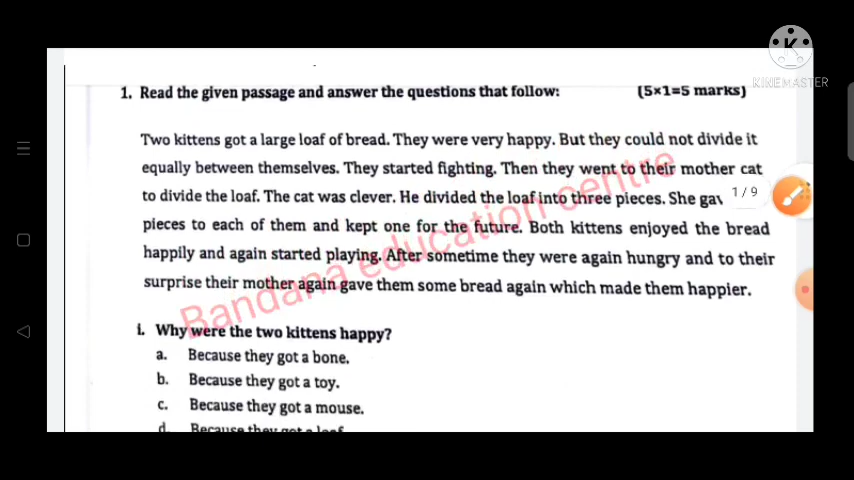 KINEMASTER
1. Read the given passage and answer the questions that follow: (5×1=5 marks)
Two kittens got a large loaf of bread. They were very happy. But they could not divide it
equally between themselves. They started fighting. Then they went to their mother cat
to divide the loaf. The cat was clever. He divided the loaf into three pieces. She gav
1/9
pieces to each of them and kept one for the future. Both kittens enjoyed the bread
happily and again started playing. After sometime they were again hungry and to their
surprise their mother again gave them some bread again which made them happier.
Bandana education centre
i. Why were the two kittens happy?
a. Because they got a bone.
b. Because they got a toy.
c. Because they got a mouse.
d. Because they got a loaf